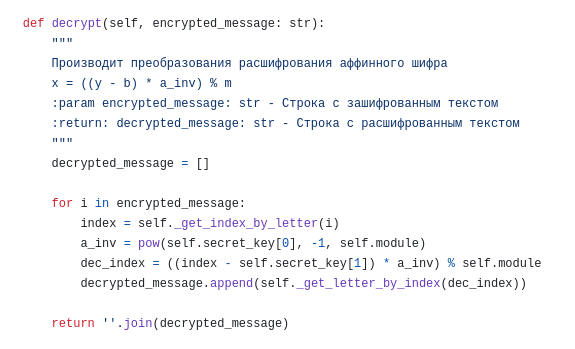 def decrypt(self, encrypted_message: str):
    """
    Производит преобразования расшифрования аффинного шифра
    x = ((y - b) * a_inv) % m
    :param encrypted_message: str - Строка с зашифрованным текстом
    :return: decrypted_message: str - Строка с расшифрованным текстом
    """
    decrypted_message = []

    for i in encrypted_message:
        index = self._get_index_by_letter(i)
        a_inv = pow(self.secret_key[0], -1, self.module)
        dec_index = ((index - self.secret_key[1]) * a_inv) % self.module
        decrypted_message.append(self._get_letter_by_index(dec_index))

    return ''.join(decrypted_message)